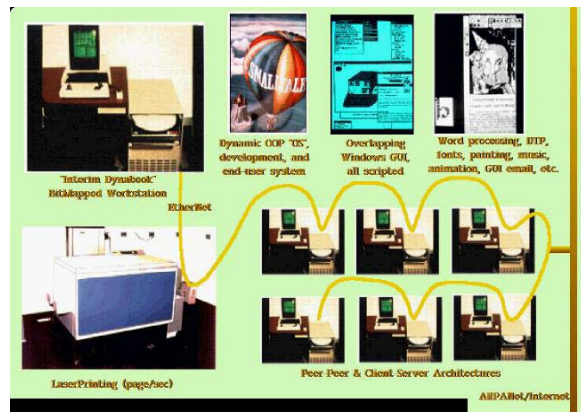 "Interim Dynabook"
BitMapped Workstation
EtherNet
SMALLTALK
Dynamic OOP "OS",
development, and
end-user system
Overlapping
Windows GUI,
all scripted
Word processing, DTP,
fonts, painting, music,
animation, GUI email, etc.
LaserPrinting (page/sec)
Peer-Peer & Client-Server Architectures
ARPANet/Internet